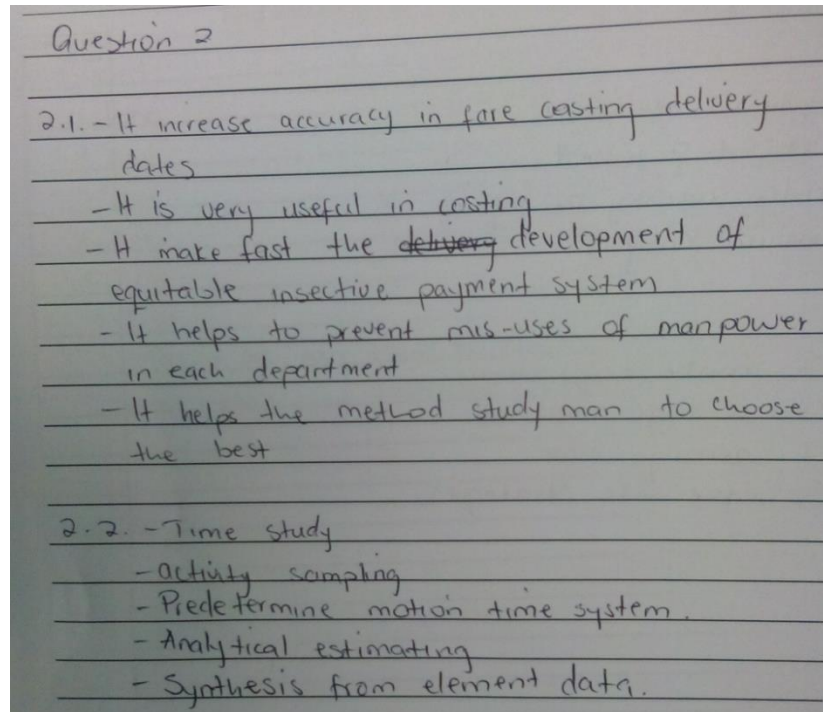 Question 2
2.1. - It increase accuracy in fore casting delivery
dates
- It is very useful in costing
- It make fast the delivery development of
equitable insective payment system
- It helps to prevent mis-uses of manpower
in each department
- It helps the method study man to choose
the best
2.2. - Time study
- activity sampling
- Predetermine motion time system.
- Analytical estimating
- Synthesis from element data.